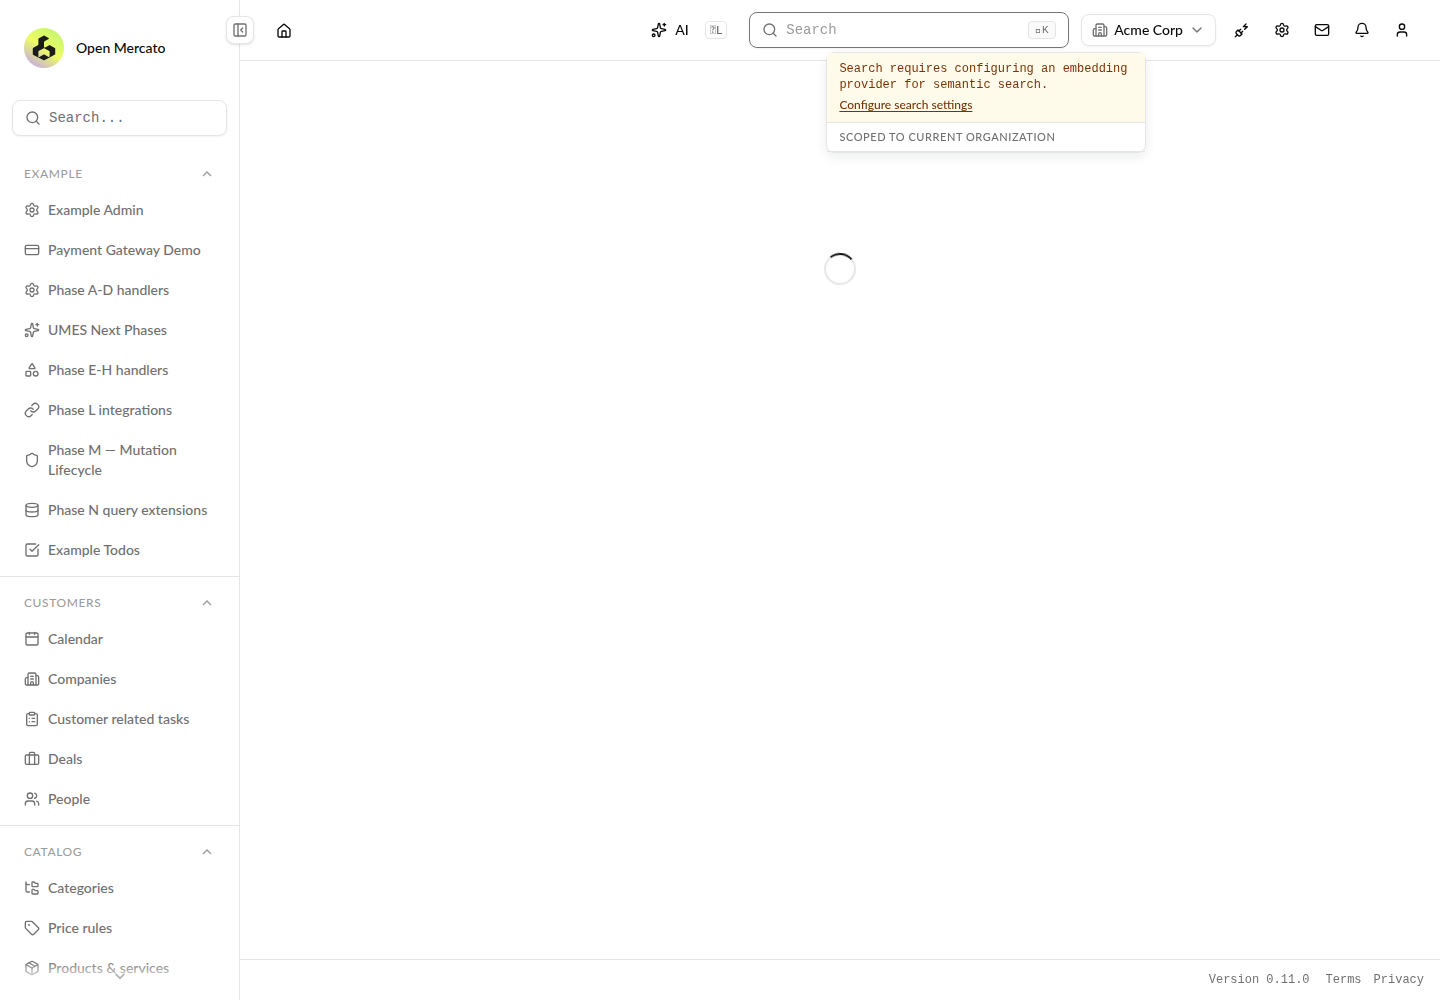 Open Mercato
AI
L
Search
K
Acme Corp
Search requires configuring an embedding
provider for semantic search.
Configure search settings
SCOPED TO CURRENT ORGANIZATION
Search...
EXAMPLE
Example Admin
Payment Gateway Demo
Phase A-D handlers
UMES Next Phases
Phase E-H handlers
Phase L integrations
Phase M — Mutation
Lifecycle
Phase N query extensions
Example Todos
CUSTOMERS
Calendar
Companies
Customer related tasks
Deals
People
CATALOG
Categories
Price rules
Products & services
Version 0.11.0 Terms Privacy